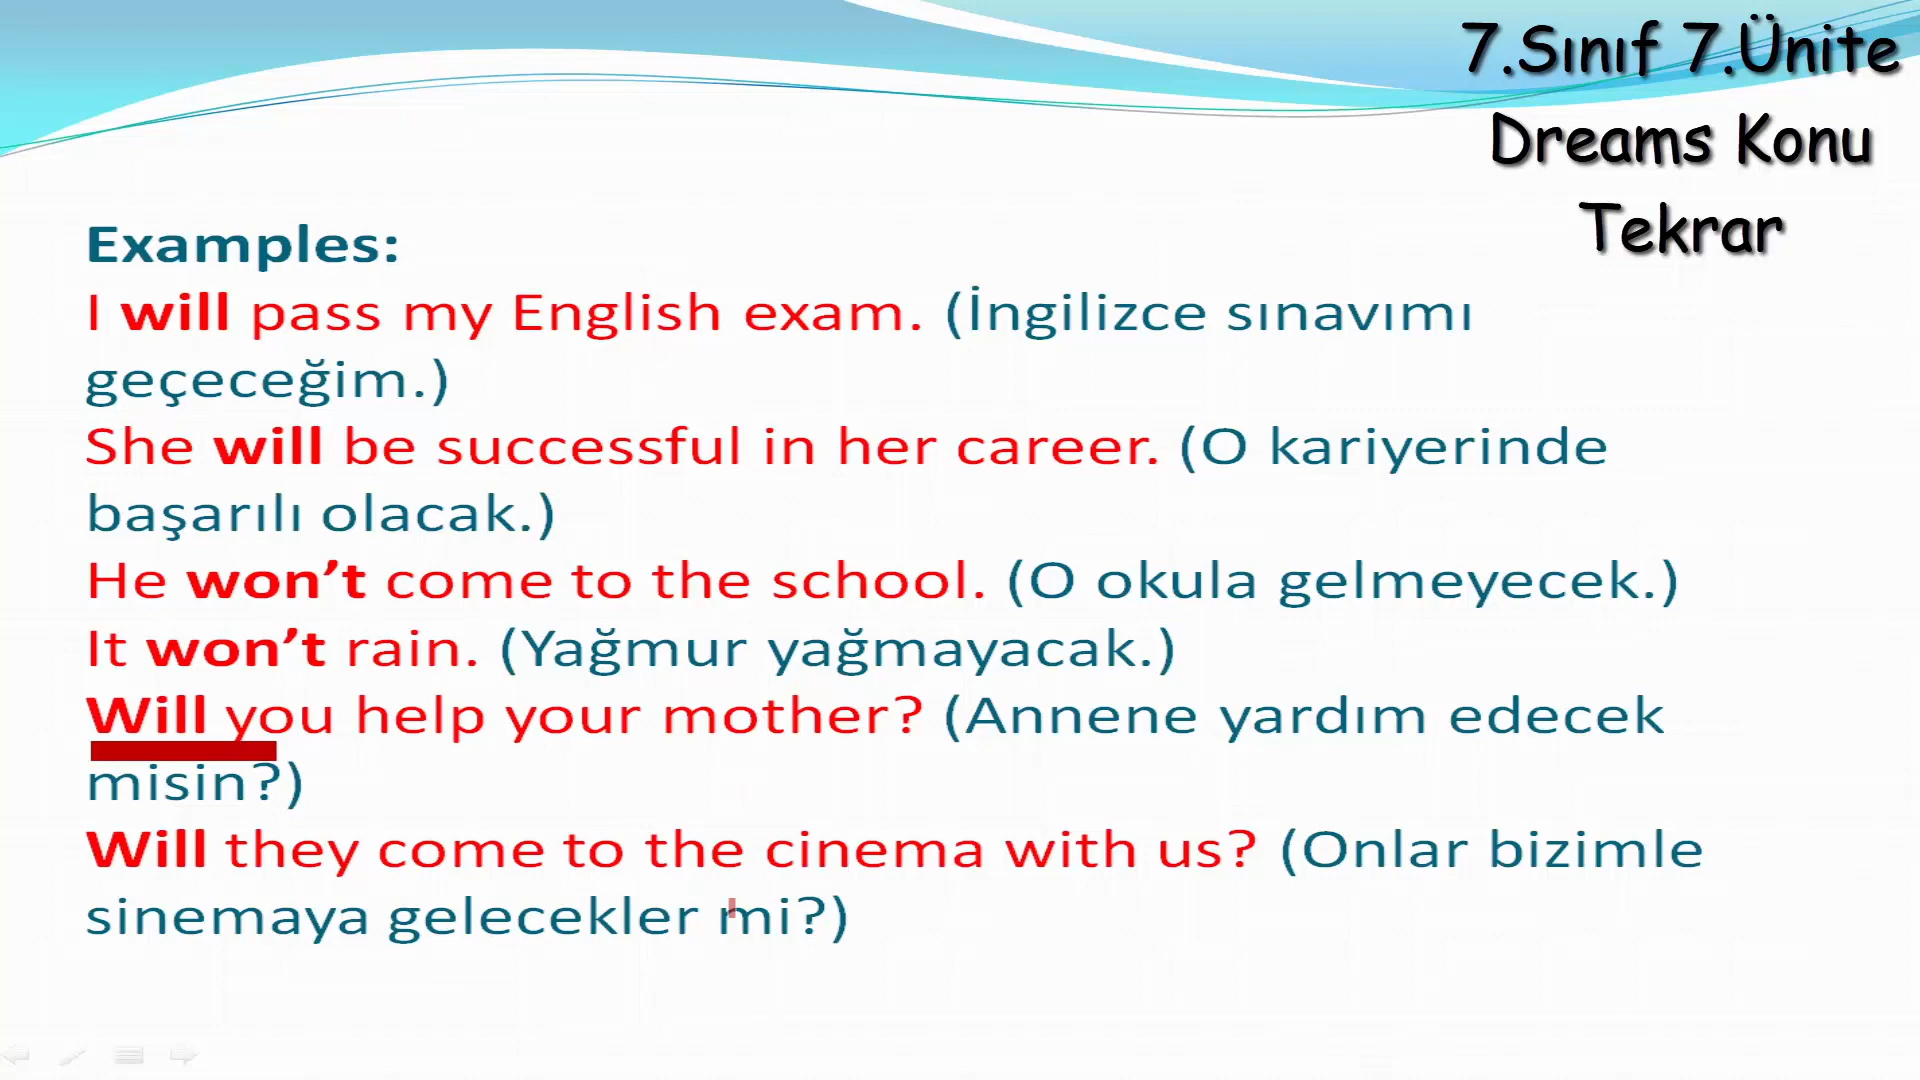 7.Sınıf 7.Ünite
Dreams Konu
Tekrar
Examples:
I will pass my English exam. (İngilizce sınavımı
geçeceğim.)
She will be successful in her career. (O kariyerinde
başarılı olacak.)
He won’t come to the school. (O okula gelmeyecek.)
It won’t rain. (Yağmur yağmayacak.)
Will you help your mother? (Annene yardım edecek
misin?)
Will they come to the cinema with us? (Onlar bizimle
sinemaya gelecekler mi?)